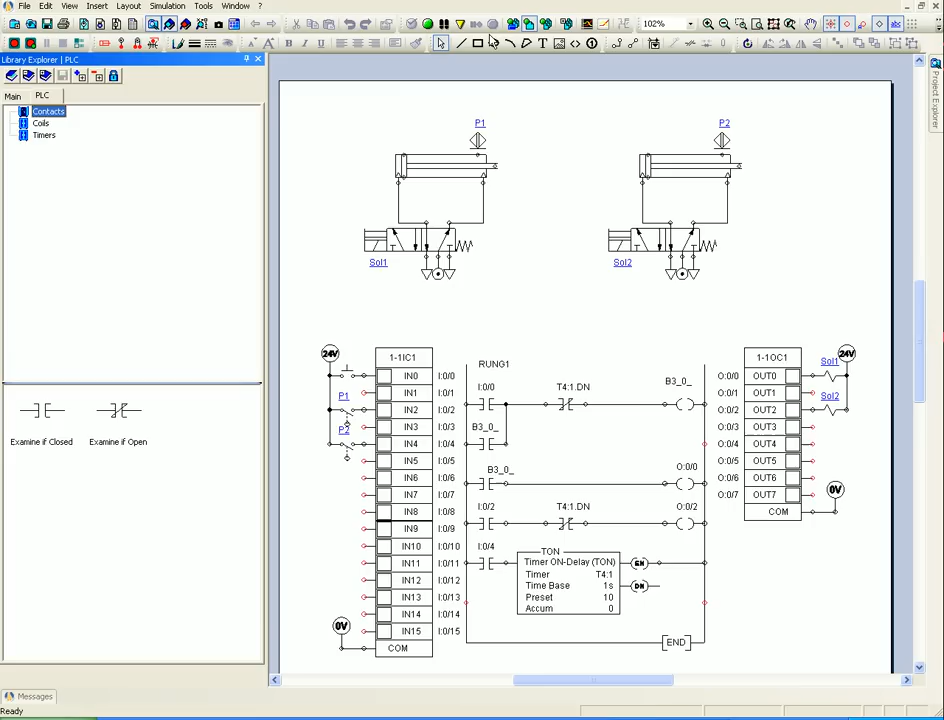 File Edit View Insert Layout Simulation Tools Window ?
102%
Library Explorer | PLC
Main PLC
Contacts
Coils
Timers
Examine if Closed Examine if Open
Project Explorer
P1 P2
Sol1 Sol2
24V 1-1IC1 RUNG1 1-1OC1 Sol1 24V
IN0 I:0/0 O:0/0 OUT0
I:0/0 T4:1.DN B3_0_
P1 IN1 I:0/1 O:0/1 OUT1 Sol2
IN2 I:0/2 O:0/2 OUT2
P2 IN3 I:0/3 B3_0_ O:0/3 OUT3
IN4 I:0/4 O:0/4 OUT4
IN5 I:0/5 O:0/5 OUT5
B3_0_ O:0/0
IN6 I:0/6 O:0/6 OUT6
IN7 I:0/7 O:0/7 OUT7 0V
I:0/2 T4:1.DN O:0/2
IN8 I:0/8 COM
IN9 I:0/9
IN10 I:0/10 I:0/4 TON
IN11 I:0/11 Timer ON-Delay (TON) EN
IN12 I:0/12 Timer T4:1
Time Base 1s DN
IN13 I:0/13 Preset 10
IN14 I:0/14 Accum 0
0V IN15 I:0/15
COM END
Messages
Ready